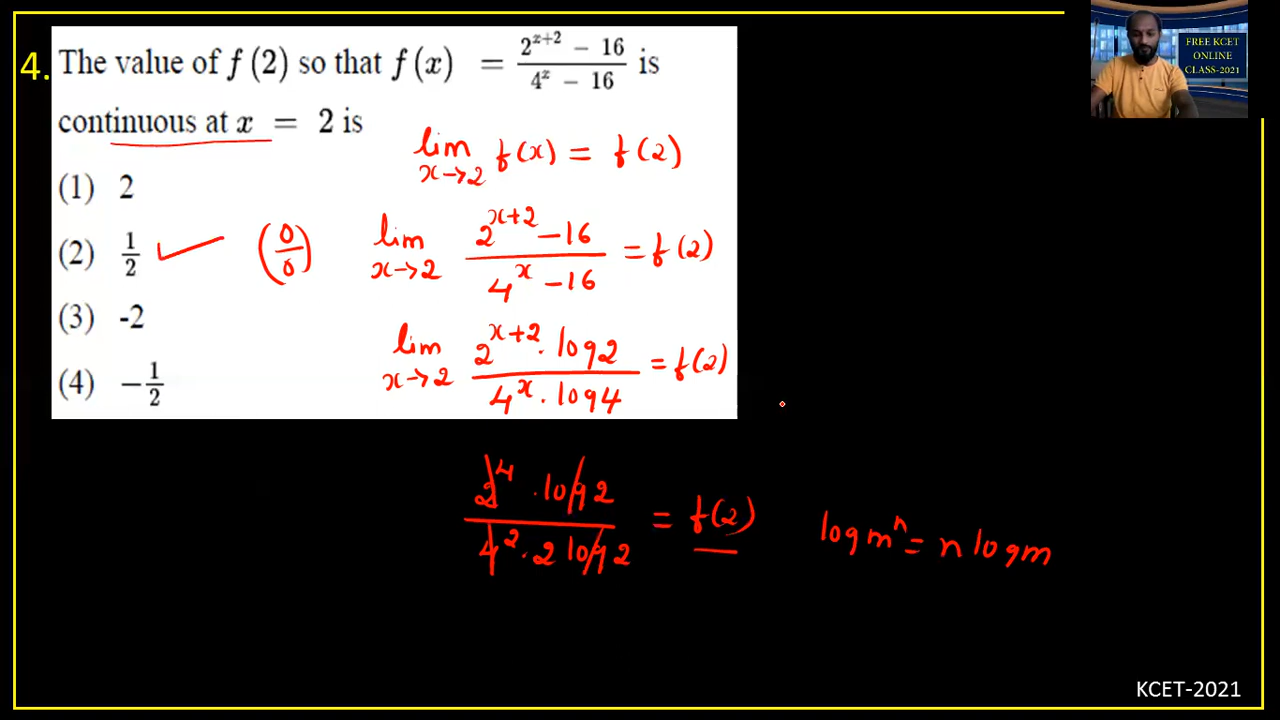 FREE KCET
ONLINE
CLASS-2021
4. The value of f (2) so that f (x) = (2^{x+2} − 16)/(4^x − 16) is
continuous at x = 2 is
lim x→2 f(x) = f(2)
(1) 2
(2) 1/2
(0/0) lim x→2 (2^{x+2} − 16)/(4^x − 16) = f(2)
(3) -2
lim x→2 (2^{x+2} · log2)/(4^x · log4) = f(2)
(4) − 1/2
(2^4 · log2)/(4^2 · 2 log2) = f(2)
log m^n = n log m
KCET-2021